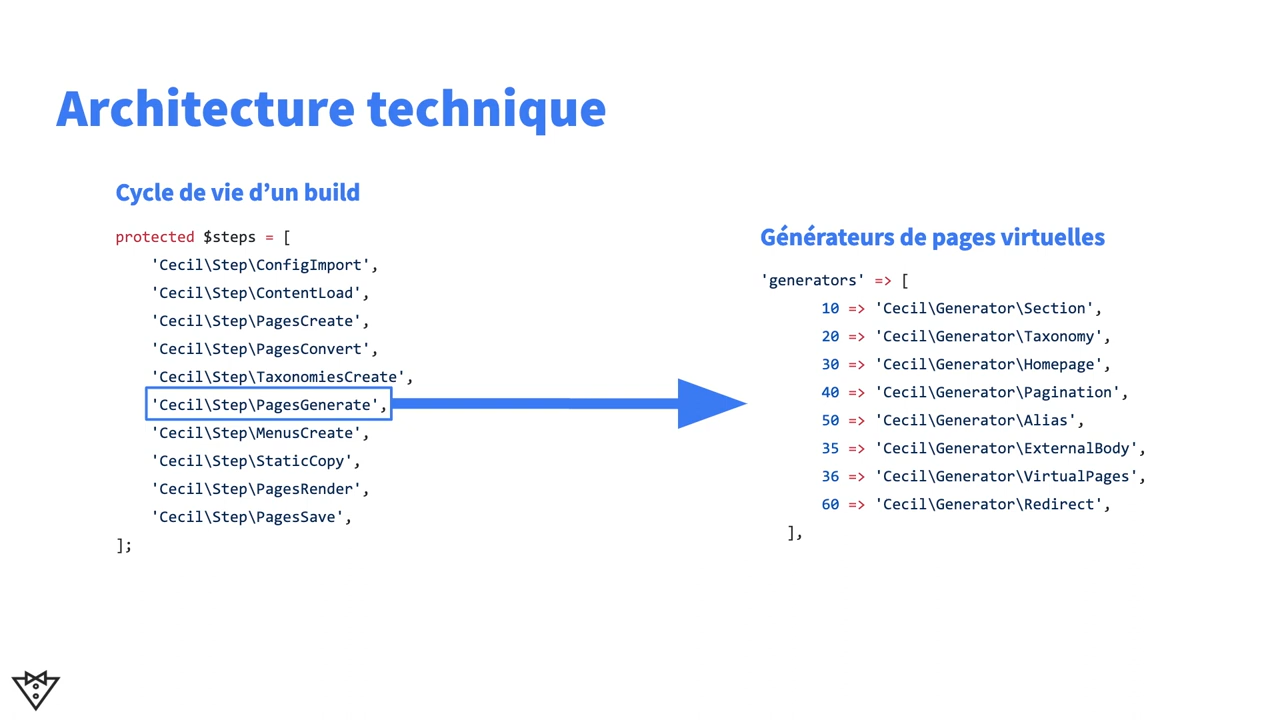 Architecture technique
Cycle de vie d’un build
protected $steps = [
'Cecil\Step\ConfigImport',
'Cecil\Step\ContentLoad',
'Cecil\Step\PagesCreate',
'Cecil\Step\PagesConvert',
'Cecil\Step\TaxonomiesCreate',
'Cecil\Step\PagesGenerate',
'Cecil\Step\MenusCreate',
'Cecil\Step\StaticCopy',
'Cecil\Step\PagesRender',
'Cecil\Step\PagesSave',
];
Générateurs de pages virtuelles
'generators' => [
10 => 'Cecil\Generator\Section',
20 => 'Cecil\Generator\Taxonomy',
30 => 'Cecil\Generator\Homepage',
40 => 'Cecil\Generator\Pagination',
50 => 'Cecil\Generator\Alias',
35 => 'Cecil\Generator\ExternalBody',
36 => 'Cecil\Generator\VirtualPages',
60 => 'Cecil\Generator\Redirect',
],